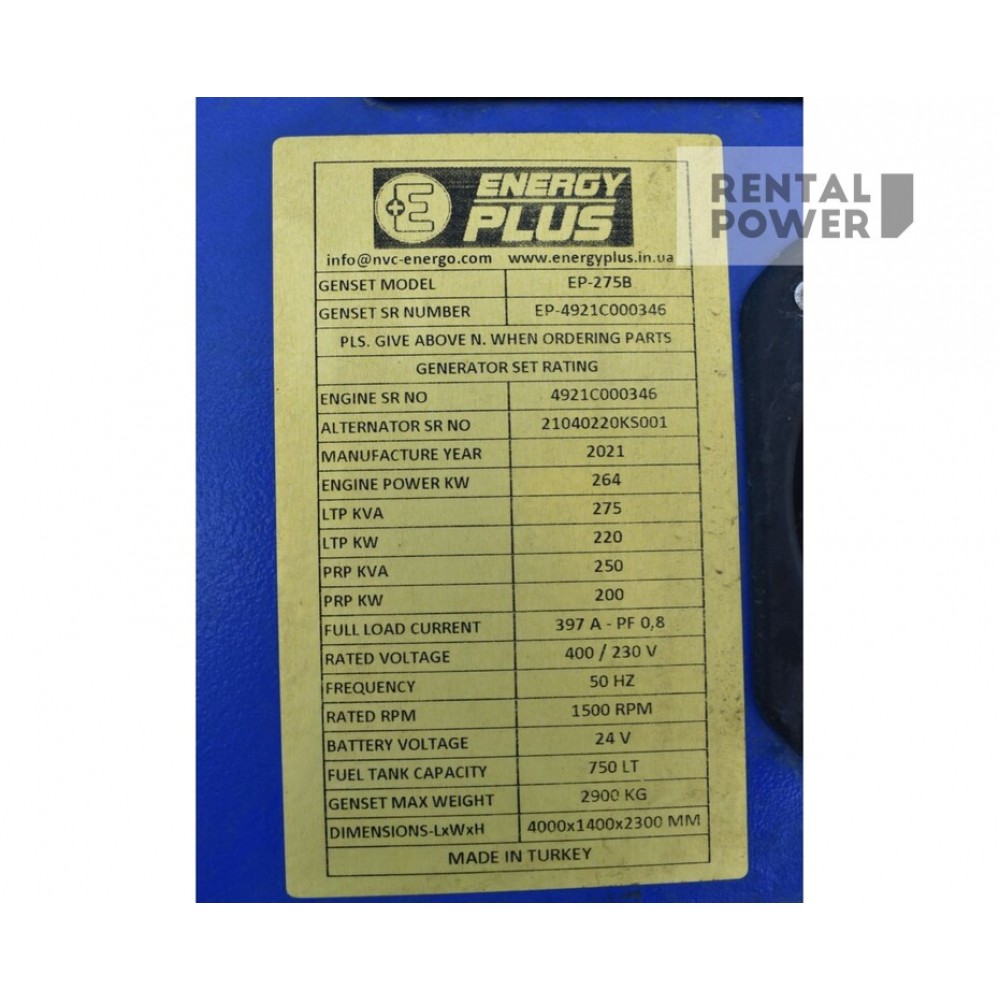 ENERGY
PLUS
RENTAL
POWER
info@nvc-energo.com www.energyplus.in.ua
GENSET MODEL EP-275B
GENSET SR NUMBER EP-4921C000346
PLS. GIVE ABOVE N. WHEN ORDERING PARTS
GENERATOR SET RATING
ENGINE SR NO 4921C000346
ALTERNATOR SR NO 21040220KS001
MANUFACTURE YEAR 2021
ENGINE POWER KW 264
LTP KVA 275
LTP KW 220
PRP KVA 250
PRP KW 200
FULL LOAD CURRENT 397 A - PF 0,8
RATED VOLTAGE 400 / 230 V
FREQUENCY 50 HZ
RATED RPM 1500 RPM
BATTERY VOLTAGE 24 V
FUEL TANK CAPACITY 750 LT
GENSET MAX WEIGHT 2900 KG
DIMENSIONS-LxWxH 4000x1400x2300 MM
MADE IN TURKEY